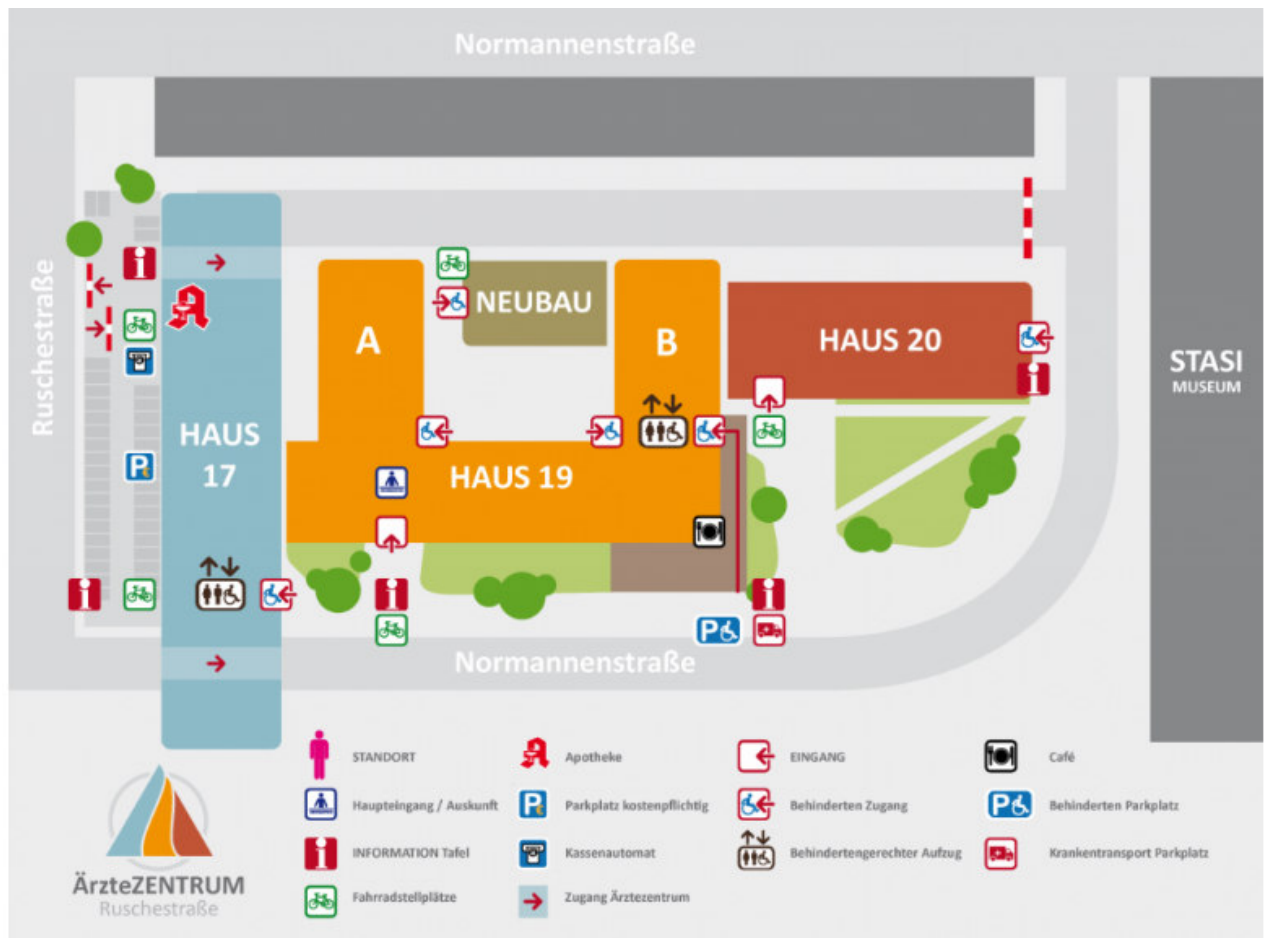 Normannenstraße
Ruschestraße
A
NEUBAU
B
HAUS 20
STASI
MUSEUM
HAUS
17
HAUS 19
Normannenstraße
STANDORT
Apotheke
EINGANG
Café
Haupteingang / Auskunft
Parkplatz kostenpflichtig
Behinderten Zugang
Behinderten Parkplatz
INFORMATION Tafel
Kassenautomat
Behindertengerechter Aufzug
Krankentransport Parkplatz
Fahrradstellplätze
Zugang Ärztezentrum
ÄrzteZENTRUM
Ruschestraße